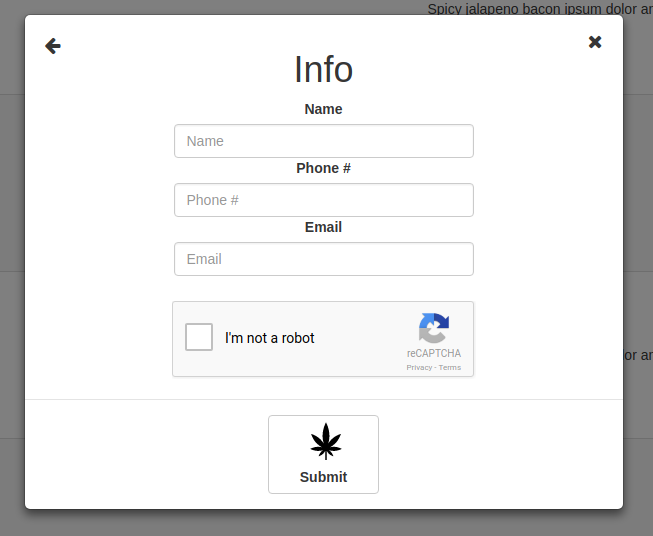 Spicy jalapeno bacon ipsum dolor ar
Info
Name
Name
Phone #
Phone #
Email
Email
I'm not a robot
reCAPTCHA
Privacy - Terms
or ar
Submit